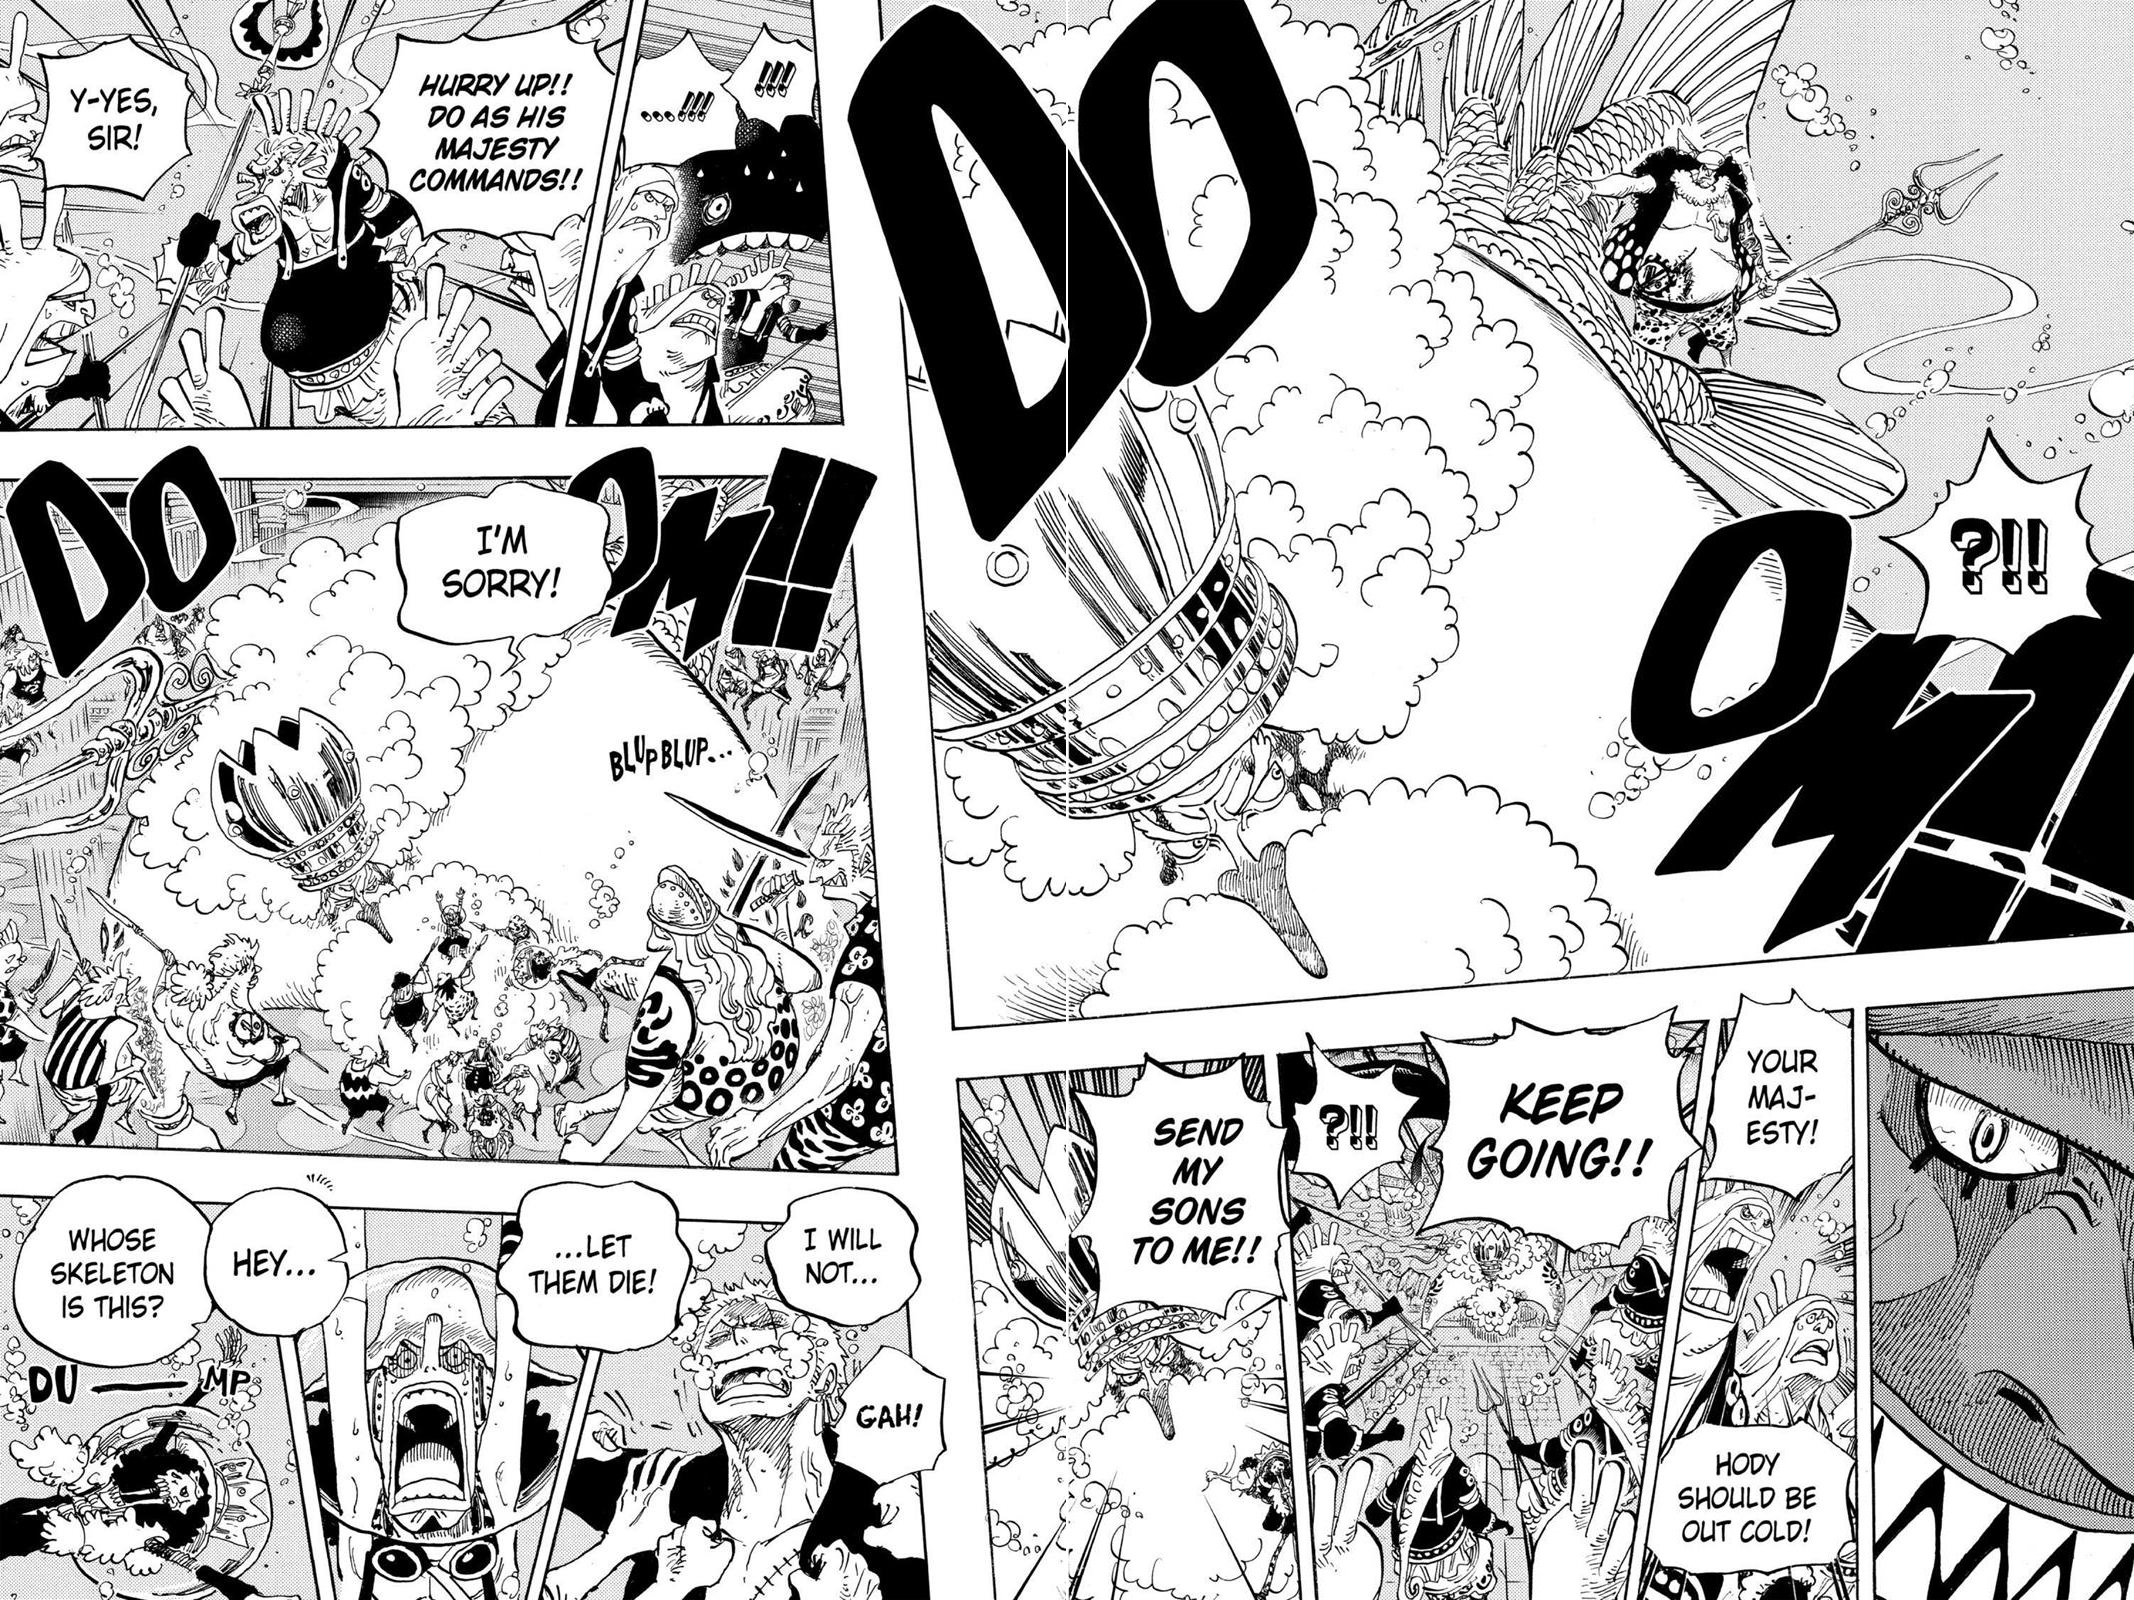 DO
OM!!
?!!
YOUR
MAJ-
ESTY!
HODY
SHOULD BE
OUT COLD!
KEEP
GOING!!
?!!
SEND
MY
SONS
TO ME!!
!!!
...!!!
HURRY UP!!
DO AS HIS
MAJESTY
COMMANDS!!
Y-YES,
SIR!
DO
OM!!
I'M
SORRY!
BLUP BLUP...
GAH!
I WILL
NOT...
...LET
THEM DIE!
HEY...
WHOSE
SKELETON
IS THIS?
DU—MP